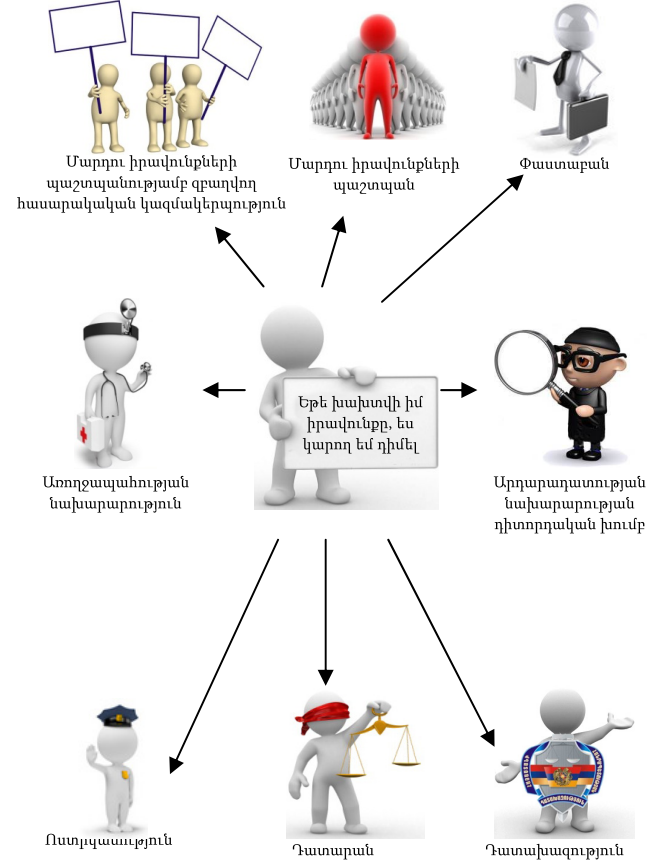 Մարդու իրավունքների
պաշտպանությամբ զբաղվող
հասարակական կազմակերպություն
Մարդու իրավունքների
պաշտպան
Փաստաբան
Եթե խախտվի իմ
իրավունքը, ես
կարող եմ դիմել
Առողջապահության
նախարարություն
Արդարադատության
նախարարության
դիտորդական խումբ
Ոստիկանություն
Դատարան
Դատախազություն